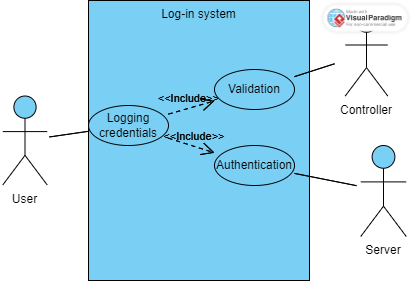 Log-in system
Made with
Visual Paradigm
For non-commercial use
<<Include>>
Validation
Controller
Logging
credentials
<<Include>>
Authentication
User
Server